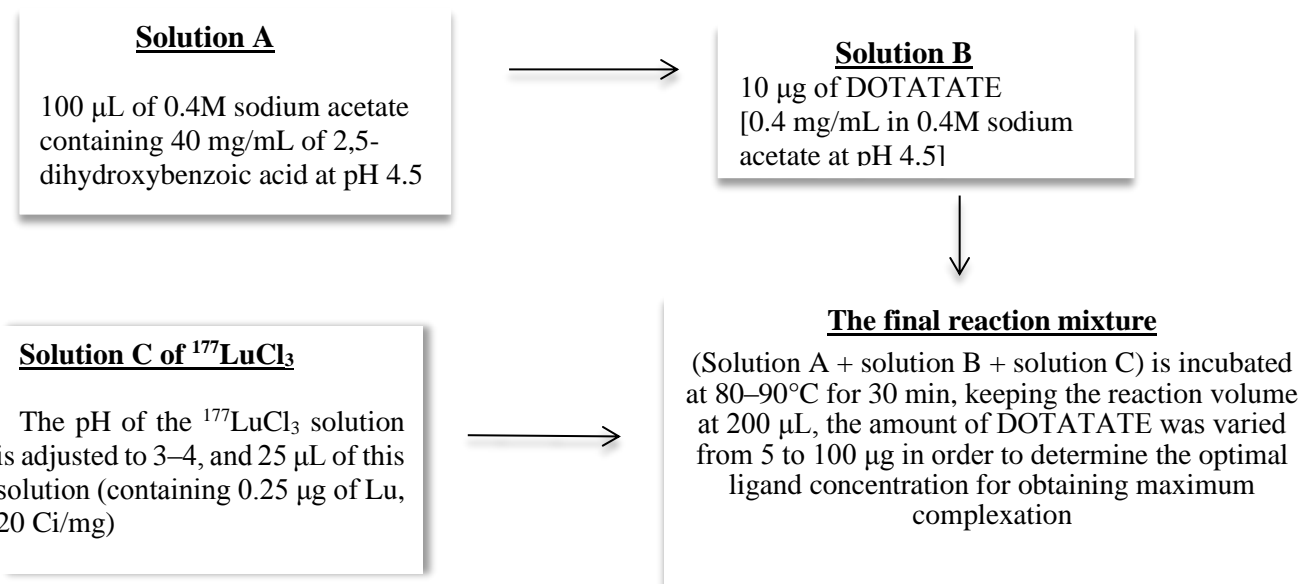 Solution A
100 μL of 0.4M sodium acetate
containing 40 mg/mL of 2,5-
dihydroxybenzoic acid at pH 4.5
Solution B
10 μg of DOTATATE
[0.4 mg/mL in 0.4M sodium
acetate at pH 4.5]
Solution C of ¹⁷⁷LuCl₃
The pH of the ¹⁷⁷LuCl₃ solution
is adjusted to 3–4, and 25 μL of this
solution (containing 0.25 μg of Lu,
20 Ci/mg)
The final reaction mixture
(Solution A + solution B + solution C) is incubated
at 80–90°C for 30 min, keeping the reaction volume
at 200 μL, the amount of DOTATATE was varied
from 5 to 100 μg in order to determine the optimal
ligand concentration for obtaining maximum
complexation